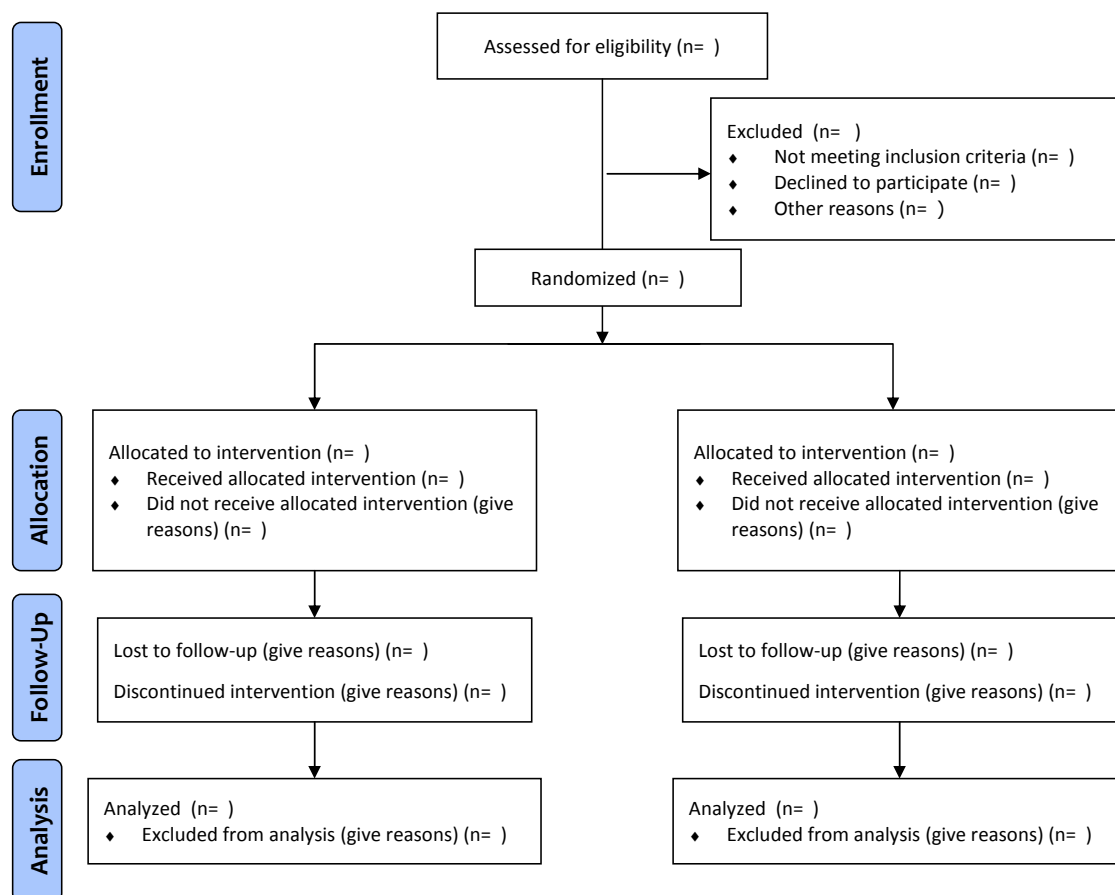 Enrollment
Assessed for eligibility (n=  )
Excluded  (n=   )
♦ Not meeting inclusion criteria (n=  )
♦ Declined to participate (n=  )
♦ Other reasons (n=  )
Randomized (n=  )
Allocation
Allocated to intervention (n=  )
♦ Received allocated intervention (n=  )
♦ Did not receive allocated intervention (give
reasons) (n=  )
Allocated to intervention (n=  )
♦ Received allocated intervention (n=  )
♦ Did not receive allocated intervention (give
reasons) (n=  )
Follow-Up
Lost to follow-up (give reasons) (n=  )
Discontinued intervention (give reasons) (n=  )
Lost to follow-up (give reasons) (n=  )
Discontinued intervention (give reasons) (n=  )
Analysis
Analyzed  (n=  )
♦ Excluded from analysis (give reasons) (n=  )
Analyzed  (n=  )
♦ Excluded from analysis (give reasons) (n=  )